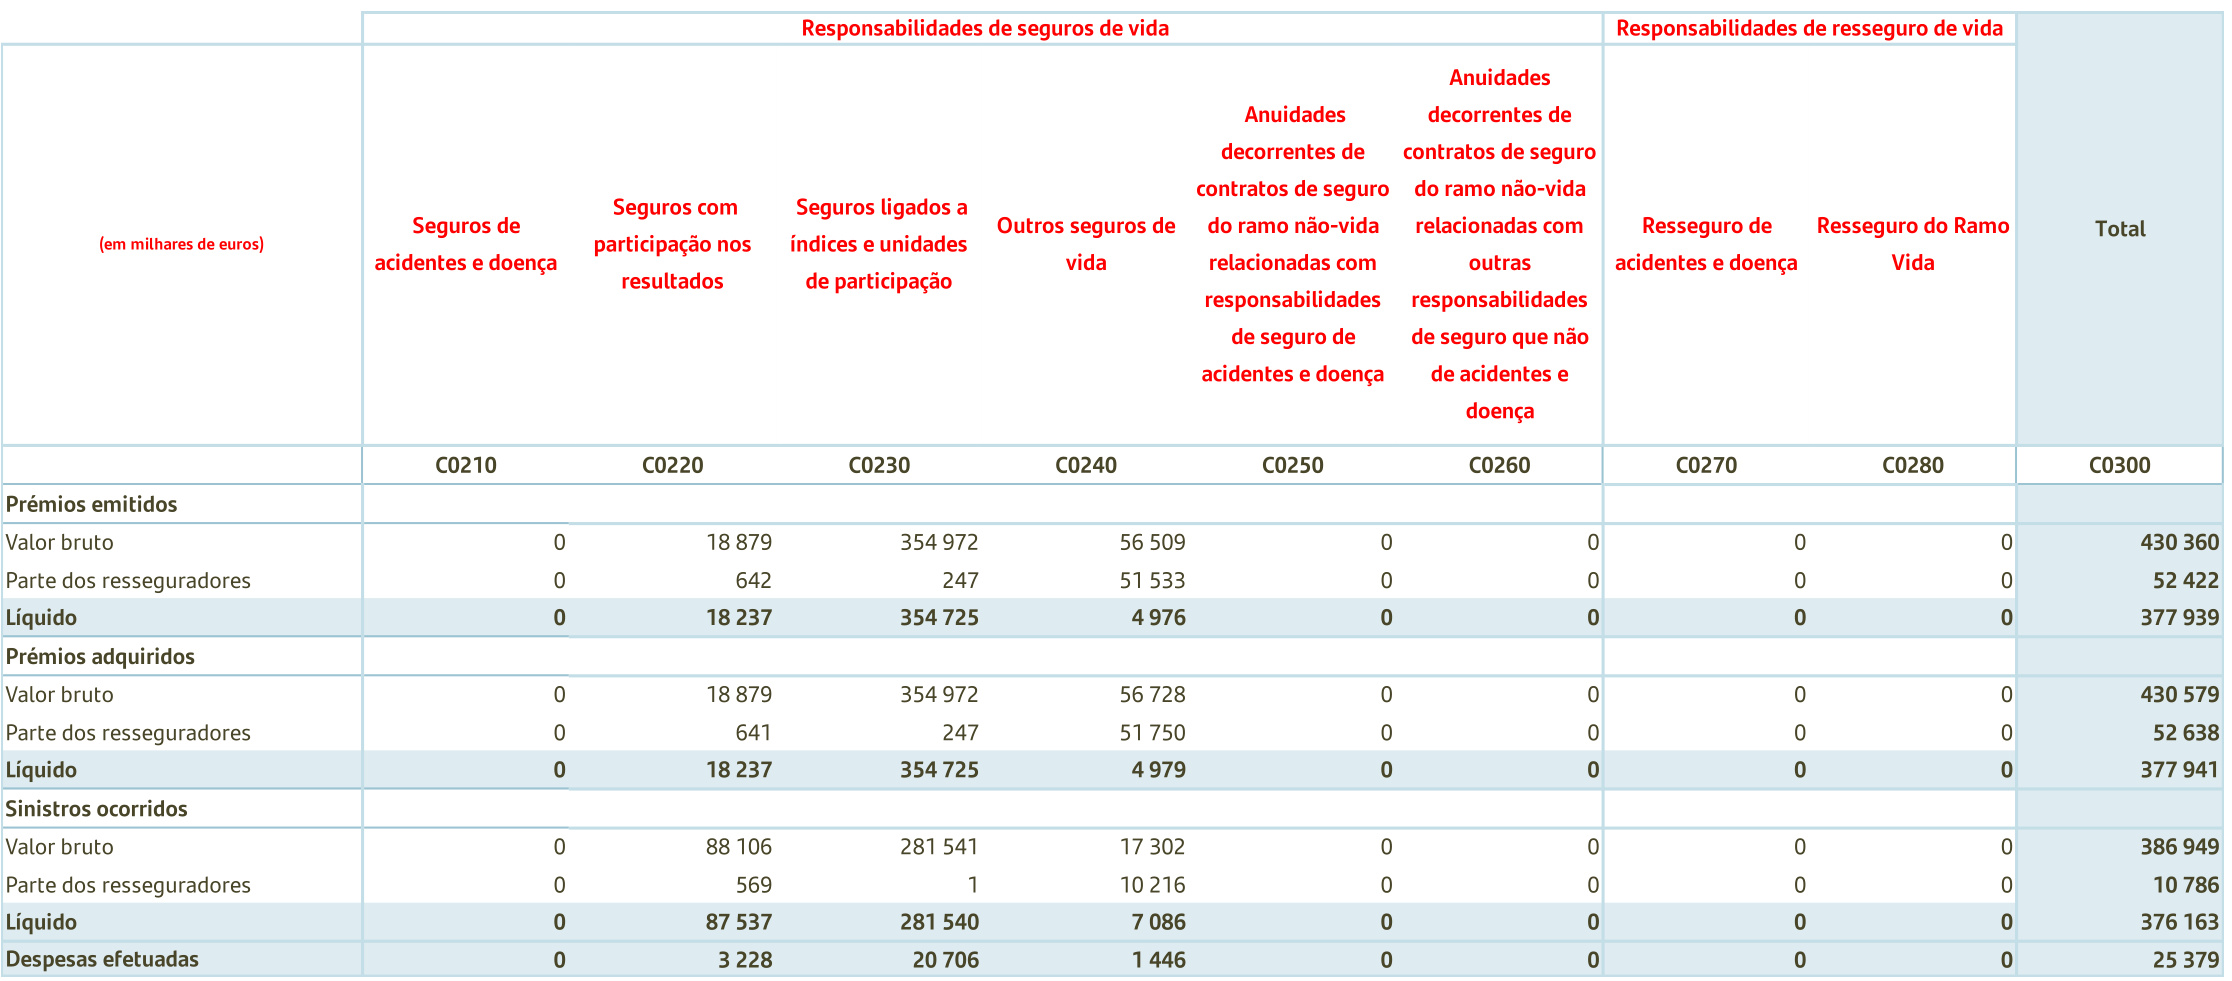 Responsabilidades de seguros de vida Responsabilidades de resseguro de vida
(em milhares de euros)
Seguros de
acidentes e doença
Seguros com
participação nos
resultados
Seguros ligados a
índices e unidades
de participação
Outros seguros de
vida
Anuidades
decorrentes de
contratos de seguro
do ramo não-vida
relacionadas com
responsabilidades
de seguro de
acidentes e doença
Anuidades
decorrentes de
contratos de seguro
do ramo não-vida
relacionadas com
outras
responsabilidades
de seguro que não
de acidentes e
doença
Resseguro de
acidentes e doença
Resseguro do Ramo
Vida
Total
C0210 C0220 C0230 C0240 C0250 C0260 C0270 C0280 C0300
Prémios emitidos
Valor bruto 0 18 879 354 972 56 509 0 0 0 0 430 360
Parte dos resseguradores 0 642 247 51 533 0 0 0 0 52 422
Líquido 0 18 237 354 725 4 976 0 0 0 0 377 939
Prémios adquiridos
Valor bruto 0 18 879 354 972 56 728 0 0 0 0 430 579
Parte dos resseguradores 0 641 247 51 750 0 0 0 0 52 638
Líquido 0 18 237 354 725 4 979 0 0 0 0 377 941
Sinistros ocorridos
Valor bruto 0 88 106 281 541 17 302 0 0 0 0 386 949
Parte dos resseguradores 0 569 1 10 216 0 0 0 0 10 786
Líquido 0 87 537 281 540 7 086 0 0 0 0 376 163
Despesas efetuadas 0 3 228 20 706 1 446 0 0 0 0 25 379